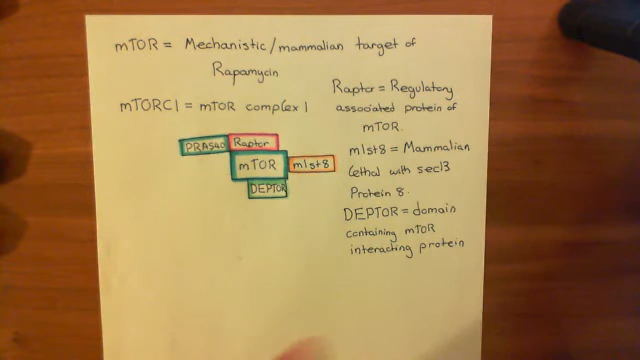 mTOR = Mechanistic/mammalian target of
Rapamycin
mTORC1 = mTOR complex 1
PRAS40 Raptor
mTOR mlst8
DEPTOR
Raptor = Regulatory
associated protein of
mTOR.
mlst8 = Mammalian
lethal with sec13
Protein 8.
DEPTOR = domain
containing mTOR
interacting protein